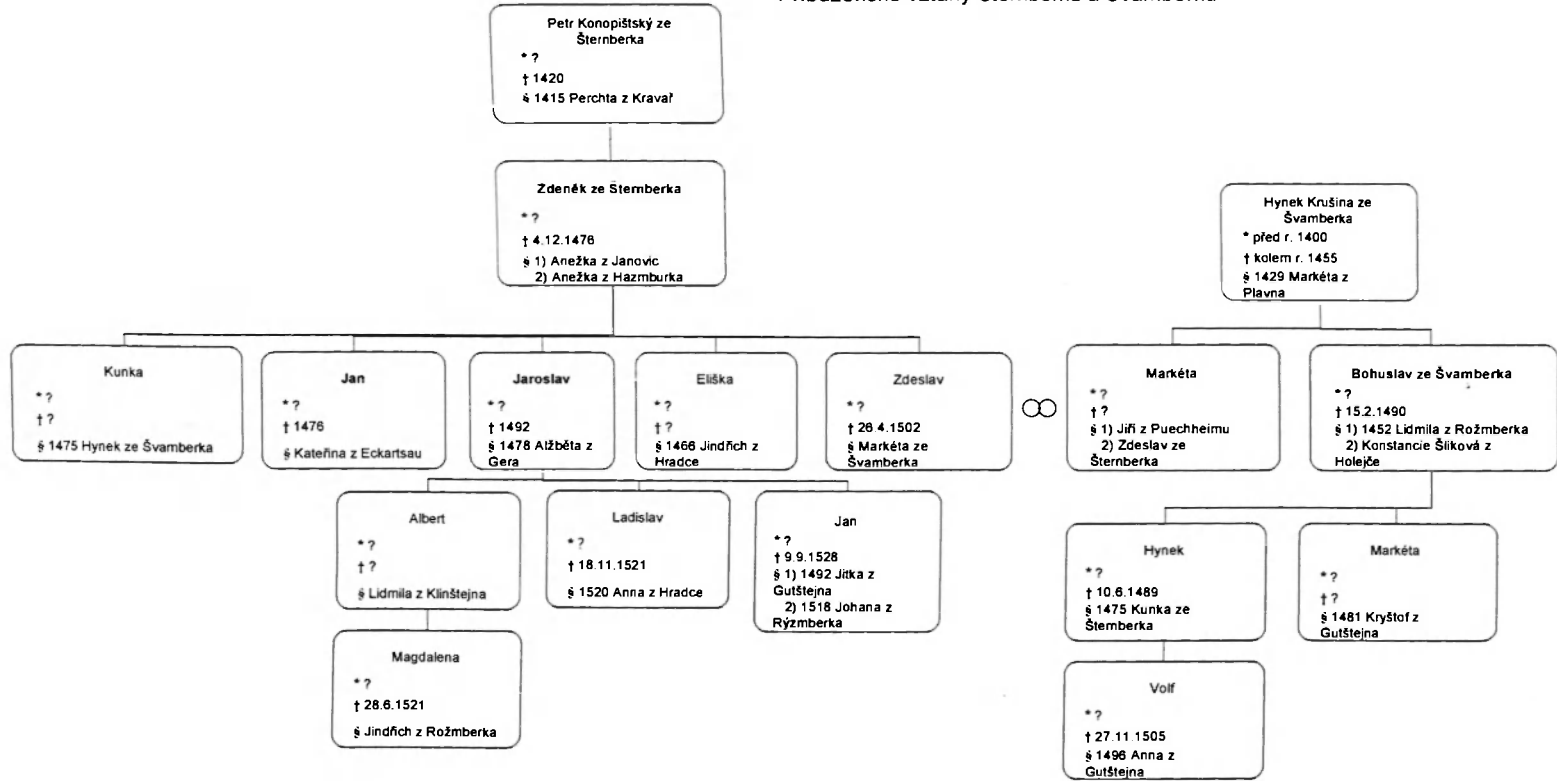 Petr Konopištský ze
Šternberka
* ?
† 1420
§ 1415 Perchta z Kravař
Zdeněk ze Šternberka
* ?
† 4.12.1476
§ 1) Anežka z Janovic
2) Anežka z Hazmburka
Hynek Krušina ze
Švamberka
* před r. 1400
† kolem r. 1455
§ 1429 Markéta z
Plavna
Kunka
* ?
† ?
§ 1475 Hynek ze Švamberka
Jan
* ?
† 1476
§ Kateřina z Eckartsau
Jaroslav
* ?
† 1492
§ 1478 Alžběta z
Gera
Eliška
* ?
† ?
§ 1466 Jindřich z
Hradce
Zdeslav
* ?
† 26.4.1502
§ Markéta ze
Švamberka
Markéta
* ?
† ?
§ 1) Jiří z Puechheimu
2) Zdeslav ze
Šternberka
Bohuslav ze Švamberka
* ?
† 15.2.1490
§ 1) 1452 Lidmila z Rožmberka
2) Konstancie Šliková z
Holejče
Albert
* ?
† ?
§ Lidmila z Klinštejna
Ladislav
* ?
† 18.11.1521
§ 1520 Anna z Hradce
Jan
* ?
† 9.9.1528
§ 1) 1492 Jitka z
Gutštejna
2) 1518 Johana z
Rýzmberka
Hynek
* ?
† 10.6.1489
§ 1475 Kunka ze
Šternberka
Markéta
* ?
† ?
§ 1481 Kryštof z
Gutštejna
Magdalena
* ?
† 28.6.1521
§ Jindřich z Rožmberka
Volf
* ?
† 27.11.1505
§ 1496 Anna z
Gutštejna